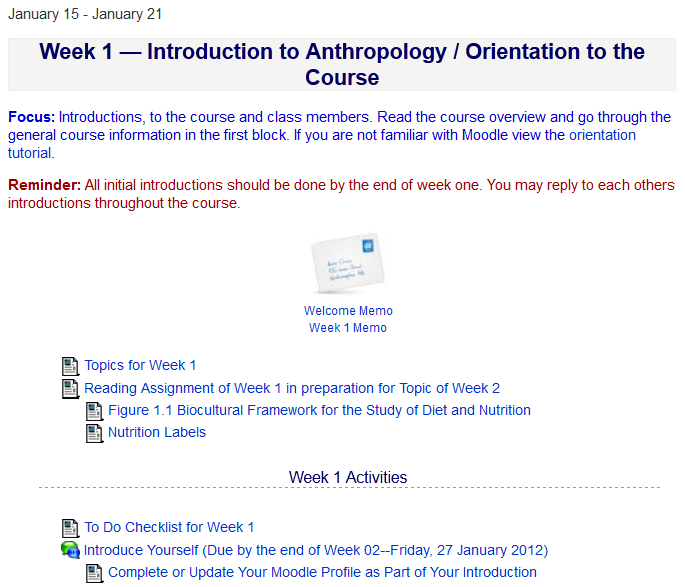 January 15 - January 21
Week 1 — Introduction to Anthropology / Orientation to the
Course
Focus: Introductions, to the course and class members. Read the course overview and go through the
general course information in the first block. If you are not familiar with Moodle view the orientation
tutorial.
Reminder: All initial introductions should be done by the end of week one. You may reply to each others
introductions throughout the course.
Welcome Memo
Week 1 Memo
Topics for Week 1
Reading Assignment of Week 1 in preparation for Topic of Week 2
Figure 1.1 Biocultural Framework for the Study of Diet and Nutrition
Nutrition Labels
Week 1 Activities
To Do Checklist for Week 1
Introduce Yourself (Due by the end of Week 02--Friday, 27 January 2012)
Complete or Update Your Moodle Profile as Part of Your Introduction